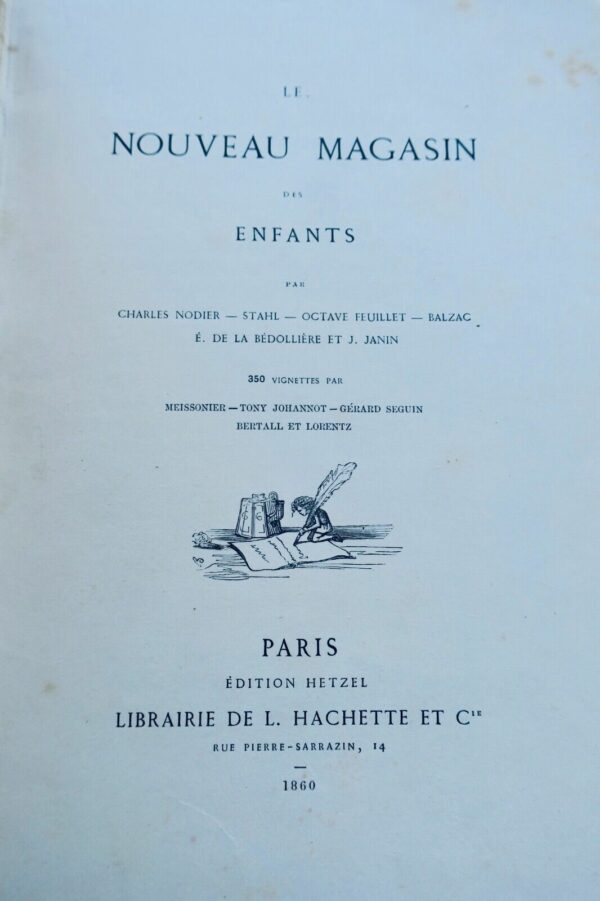 LE
NOUVEAU MAGASIN
DES
ENFANTS
PAR
CHARLES NODIER — STAHL — OCTAVE FEUILLET — BALZAC
É. DE LA BÉDOLLIÈRE ET J. JANIN
350 VIGNETTES PAR
MEISSONIER — TONY JOHANNOT — GÉRARD SEGUIN
BERTALL ET LORENTZ
PARIS
ÉDITION HETZEL
LIBRAIRIE DE L. HACHETTE ET Cie
RUE PIERRE-SARRAZIN, 14
1860